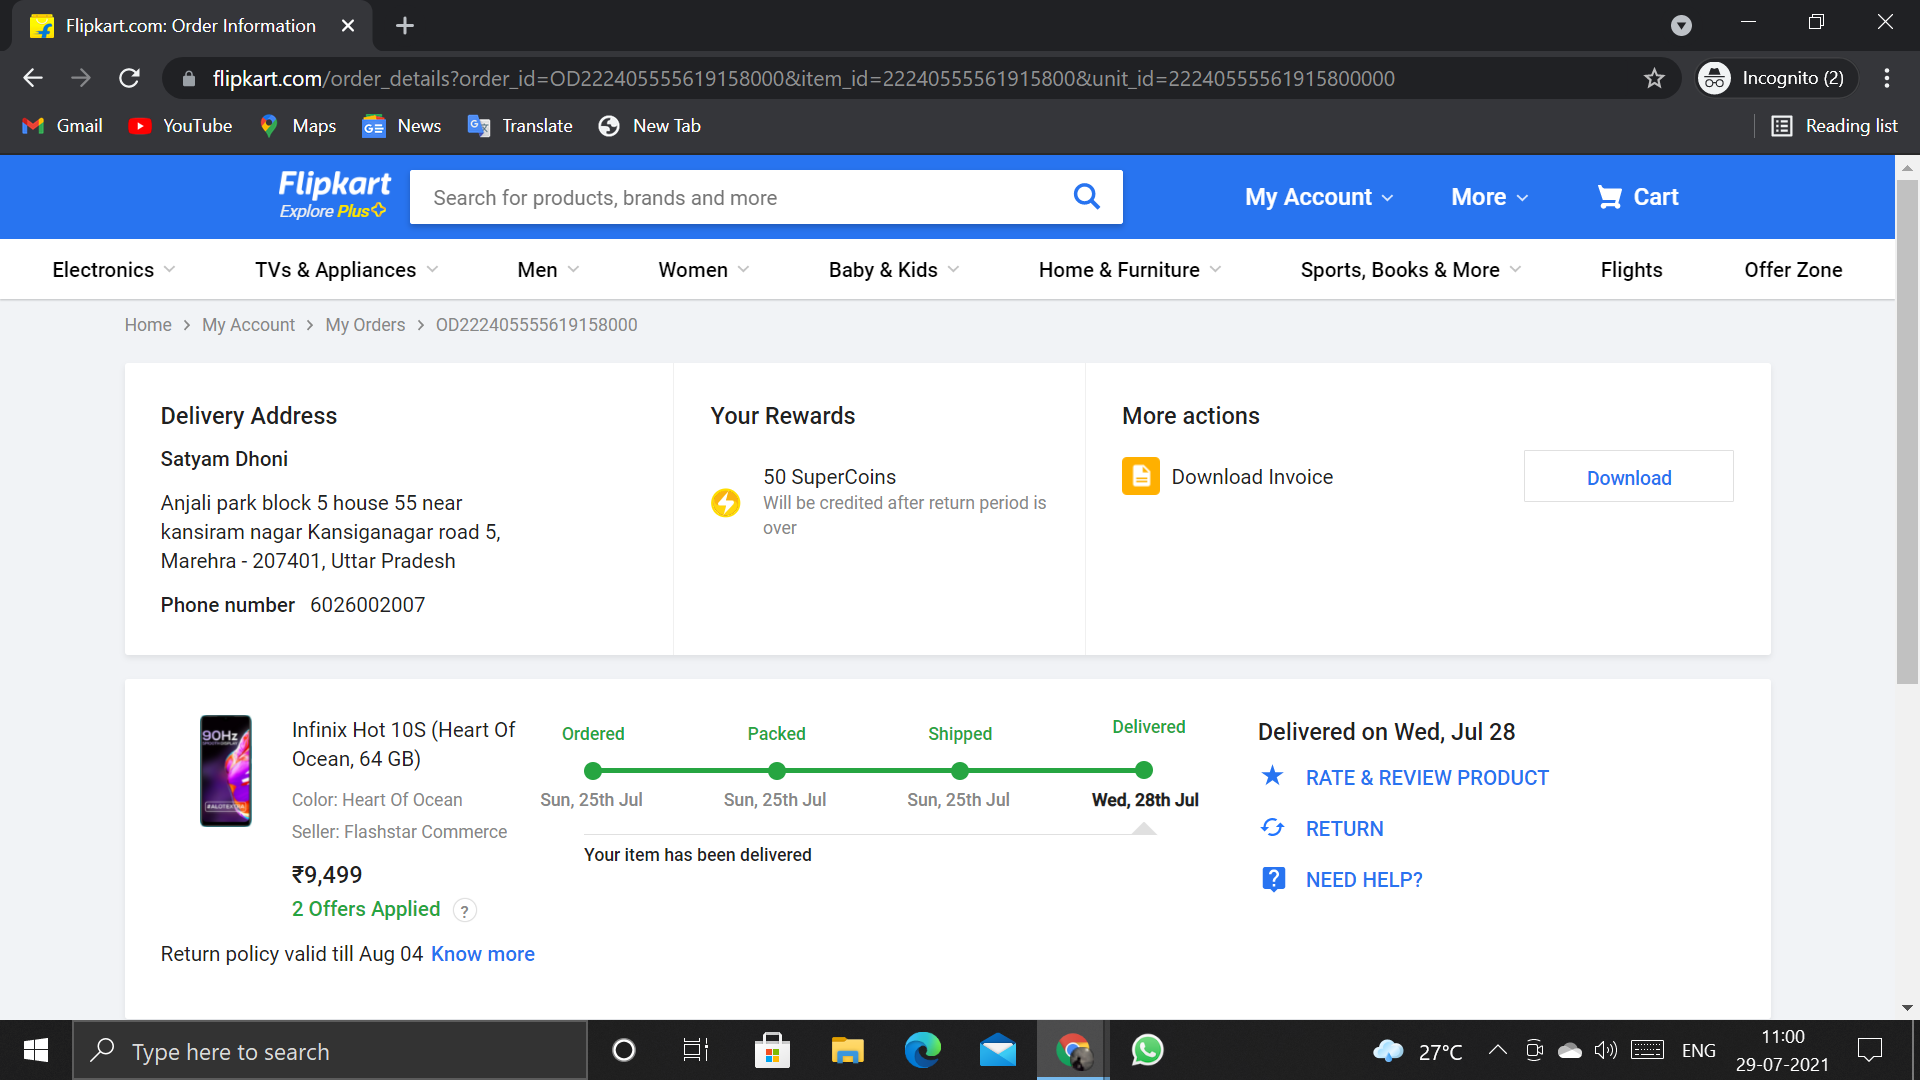 Flipkart.com: Order Information
flipkart.com/order_details?order_id=OD222405555619158000&item_id=22240555561915800&unit_id=22240555561915800000
Incognito (2)
Gmail
YouTube
Maps
News
Translate
New Tab
Reading list
Flipkart
Explore Plus
Search for products, brands and more
My Account
More
Cart
Electronics
TVs & Appliances
Men
Women
Baby & Kids
Home & Furniture
Sports, Books & More
Flights
Offer Zone
Home > My Account > My Orders > OD222405555619158000
Delivery Address
Satyam Dhoni
Anjali park block 5 house 55 near
kansiram nagar Kansiganagar road 5,
Marehra - 207401, Uttar Pradesh
Phone number 6026002007
Your Rewards
50 SuperCoins
Will be credited after return period is
over
More actions
Download Invoice
Download
90Hz
#ALOTEXTRA
Infinix Hot 10S (Heart Of
Ocean, 64 GB)
Color: Heart Of Ocean
Seller: Flashstar Commerce
₹9,499
2 Offers Applied ?
Ordered
Packed
Shipped
Delivered
Sun, 25th Jul
Sun, 25th Jul
Sun, 25th Jul
Wed, 28th Jul
Your item has been delivered
Delivered on Wed, Jul 28
RATE & REVIEW PRODUCT
RETURN
NEED HELP?
Return policy valid till Aug 04 Know more
Type here to search
27°C
ENG
11:00
29-07-2021